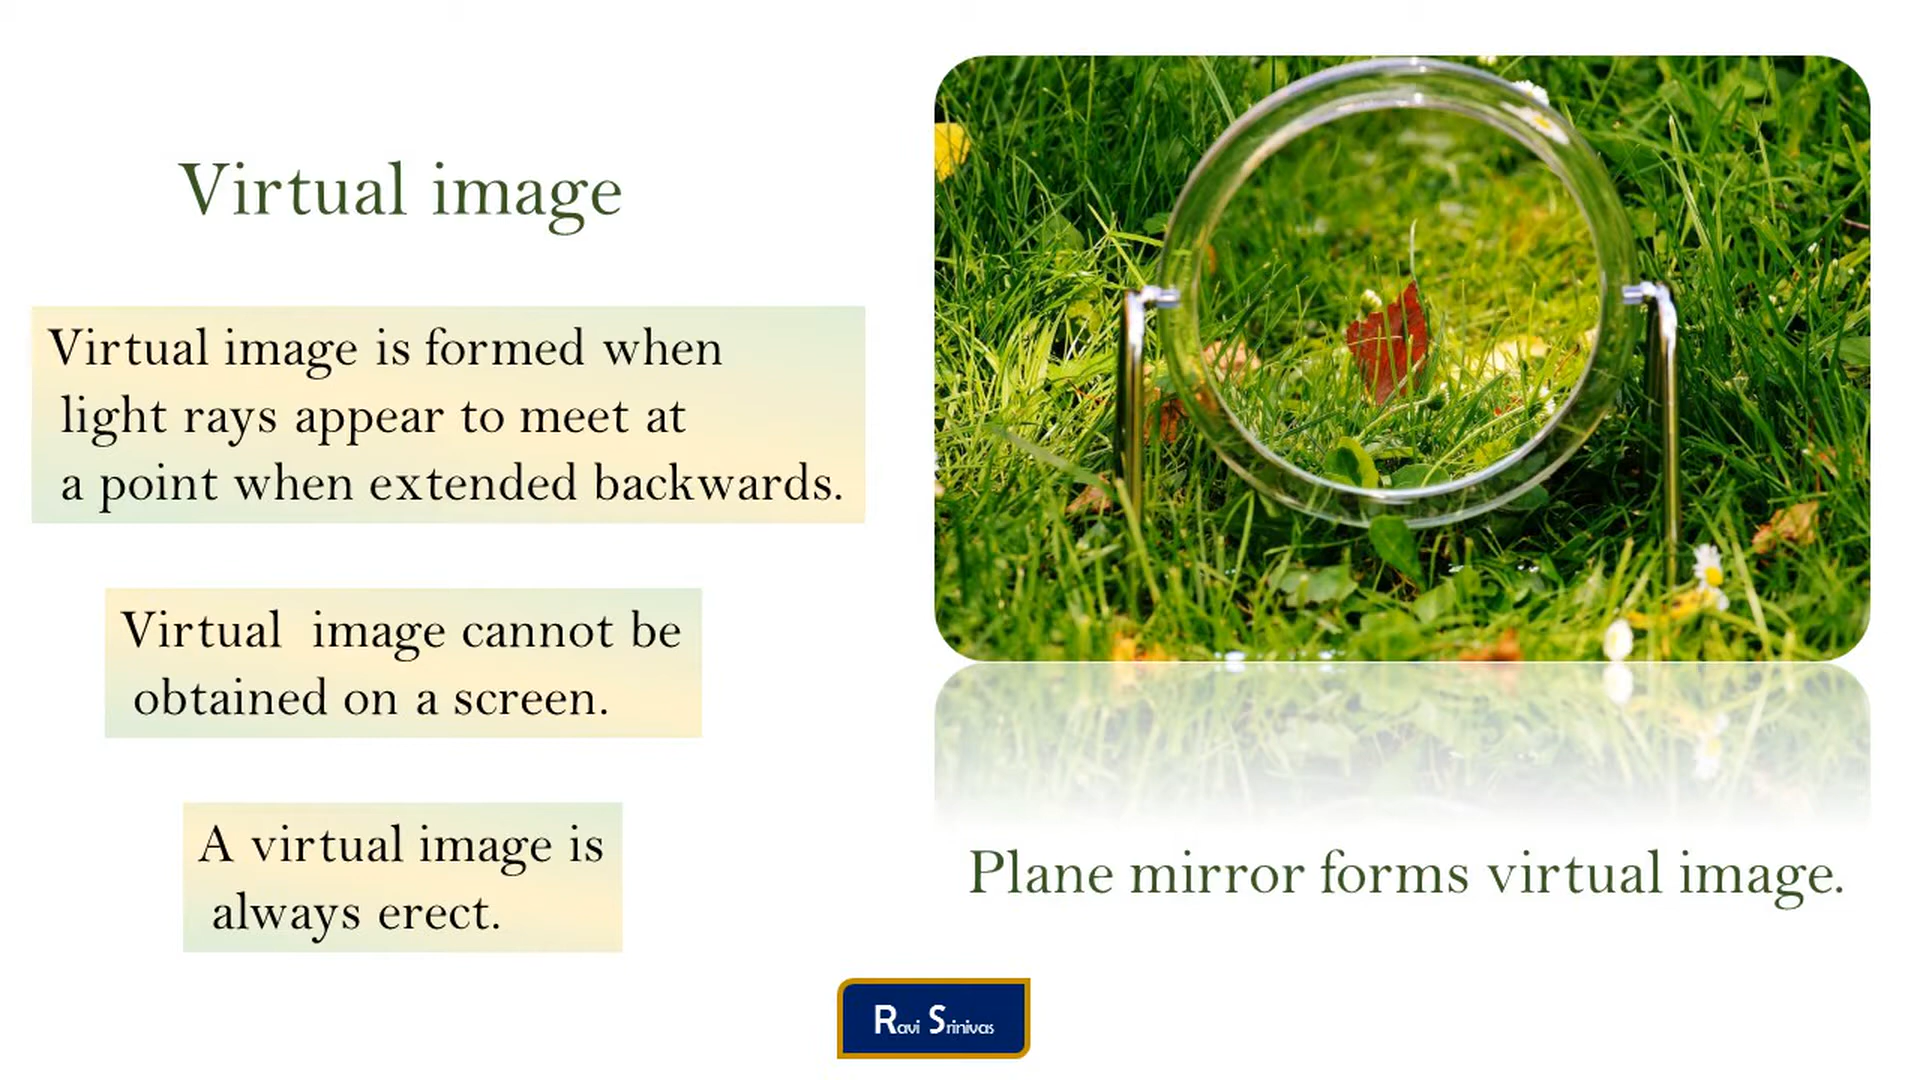 Virtual image
Virtual image is formed when
light rays appear to meet at
a point when extended backwards.
Virtual image cannot be
obtained on a screen.
A virtual image is
always erect.
Plane mirror forms virtual image.
Ravi Srinivas